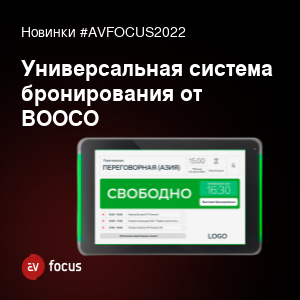 Новинки #AVFOCUS2022
Универсальная система
бронирования от
BOOCO
ПЕРЕГОВОРНАЯ (АЗИЯ)
15:00
СВОБОДНО
16:30
LOGO
AV focus